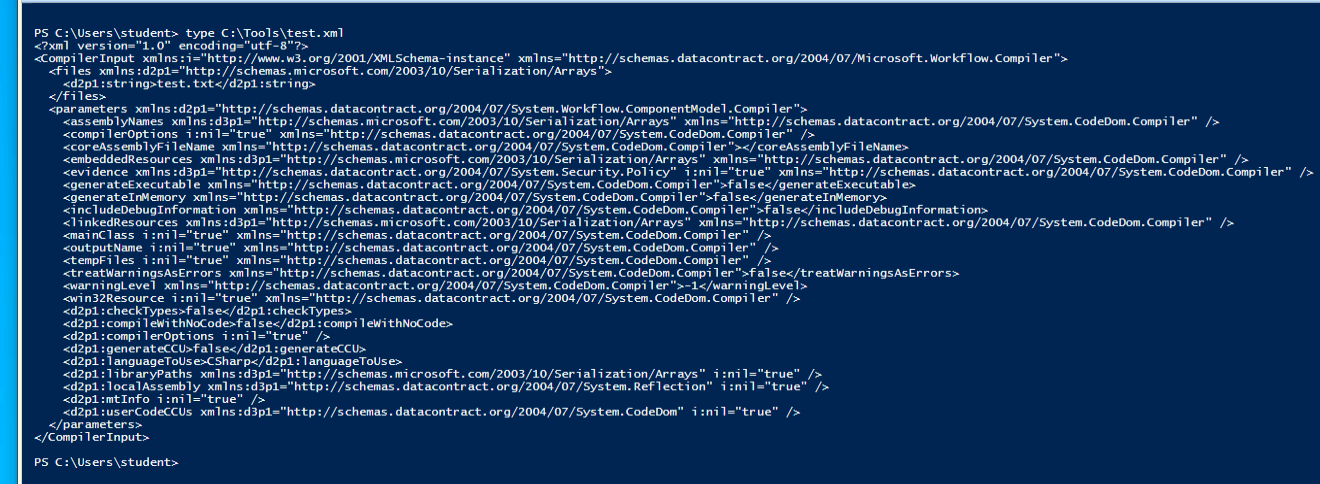 PS C:\Users\student> type C:\Tools\test.xml
<?xml version="1.0" encoding="utf-8"?>
<CompilerInput xmlns:i="http://www.w3.org/2001/XMLSchema-instance" xmlns="http://schemas.datacontract.org/2004/07/Microsoft.Workflow.Compiler">
  <files xmlns:d2p1="http://schemas.microsoft.com/2003/10/Serialization/Arrays">
    <d2p1:string>test.txt</d2p1:string>
  </files>
  <parameters xmlns:d2p1="http://schemas.datacontract.org/2004/07/System.Workflow.ComponentModel.Compiler">
    <assemblyNames xmlns:d3p1="http://schemas.microsoft.com/2003/10/Serialization/Arrays" xmlns="http://schemas.datacontract.org/2004/07/System.CodeDom.Compiler" />
    <compilerOptions i:nil="true" xmlns="http://schemas.datacontract.org/2004/07/System.CodeDom.Compiler" />
    <coreAssemblyFileName xmlns="http://schemas.datacontract.org/2004/07/System.CodeDom.Compiler"></coreAssemblyFileName>
    <embeddedResources xmlns:d3p1="http://schemas.microsoft.com/2003/10/Serialization/Arrays" xmlns="http://schemas.datacontract.org/2004/07/System.CodeDom.Compiler" />
    <evidence xmlns:d3p1="http://schemas.datacontract.org/2004/07/System.Security.Policy" i:nil="true" xmlns="http://schemas.datacontract.org/2004/07/System.CodeDom.Compiler" />
    <generateExecutable xmlns="http://schemas.datacontract.org/2004/07/System.CodeDom.Compiler">false</generateExecutable>
    <generateInMemory xmlns="http://schemas.datacontract.org/2004/07/System.CodeDom.Compiler">false</generateInMemory>
    <includeDebugInformation xmlns="http://schemas.datacontract.org/2004/07/System.CodeDom.Compiler">false</includeDebugInformation>
    <linkedResources xmlns:d3p1="http://schemas.microsoft.com/2003/10/Serialization/Arrays" xmlns="http://schemas.datacontract.org/2004/07/System.CodeDom.Compiler" />
    <mainClass i:nil="true" xmlns="http://schemas.datacontract.org/2004/07/System.CodeDom.Compiler" />
    <outputName i:nil="true" xmlns="http://schemas.datacontract.org/2004/07/System.CodeDom.Compiler" />
    <tempFiles i:nil="true" xmlns="http://schemas.datacontract.org/2004/07/System.CodeDom.Compiler" />
    <treatWarningsAsErrors xmlns="http://schemas.datacontract.org/2004/07/System.CodeDom.Compiler">false</treatWarningsAsErrors>
    <warningLevel xmlns="http://schemas.datacontract.org/2004/07/System.CodeDom.Compiler">-1</warningLevel>
    <win32Resource i:nil="true" xmlns="http://schemas.datacontract.org/2004/07/System.CodeDom.Compiler" />
    <d2p1:checkTypes>false</d2p1:checkTypes>
    <d2p1:compileWithNoCode>false</d2p1:compileWithNoCode>
    <d2p1:compilerOptions i:nil="true" />
    <d2p1:generateCCU>false</d2p1:generateCCU>
    <d2p1:languageToUse>CSharp</d2p1:languageToUse>
    <d2p1:libraryPaths xmlns:d3p1="http://schemas.microsoft.com/2003/10/Serialization/Arrays" i:nil="true" />
    <d2p1:localAssembly xmlns:d3p1="http://schemas.datacontract.org/2004/07/System.Reflection" i:nil="true" />
    <d2p1:mtInfo i:nil="true" />
    <d2p1:userCodeCCUs xmlns:d3p1="http://schemas.datacontract.org/2004/07/System.CodeDom" i:nil="true" />
  </parameters>
</CompilerInput>
PS C:\Users\student>